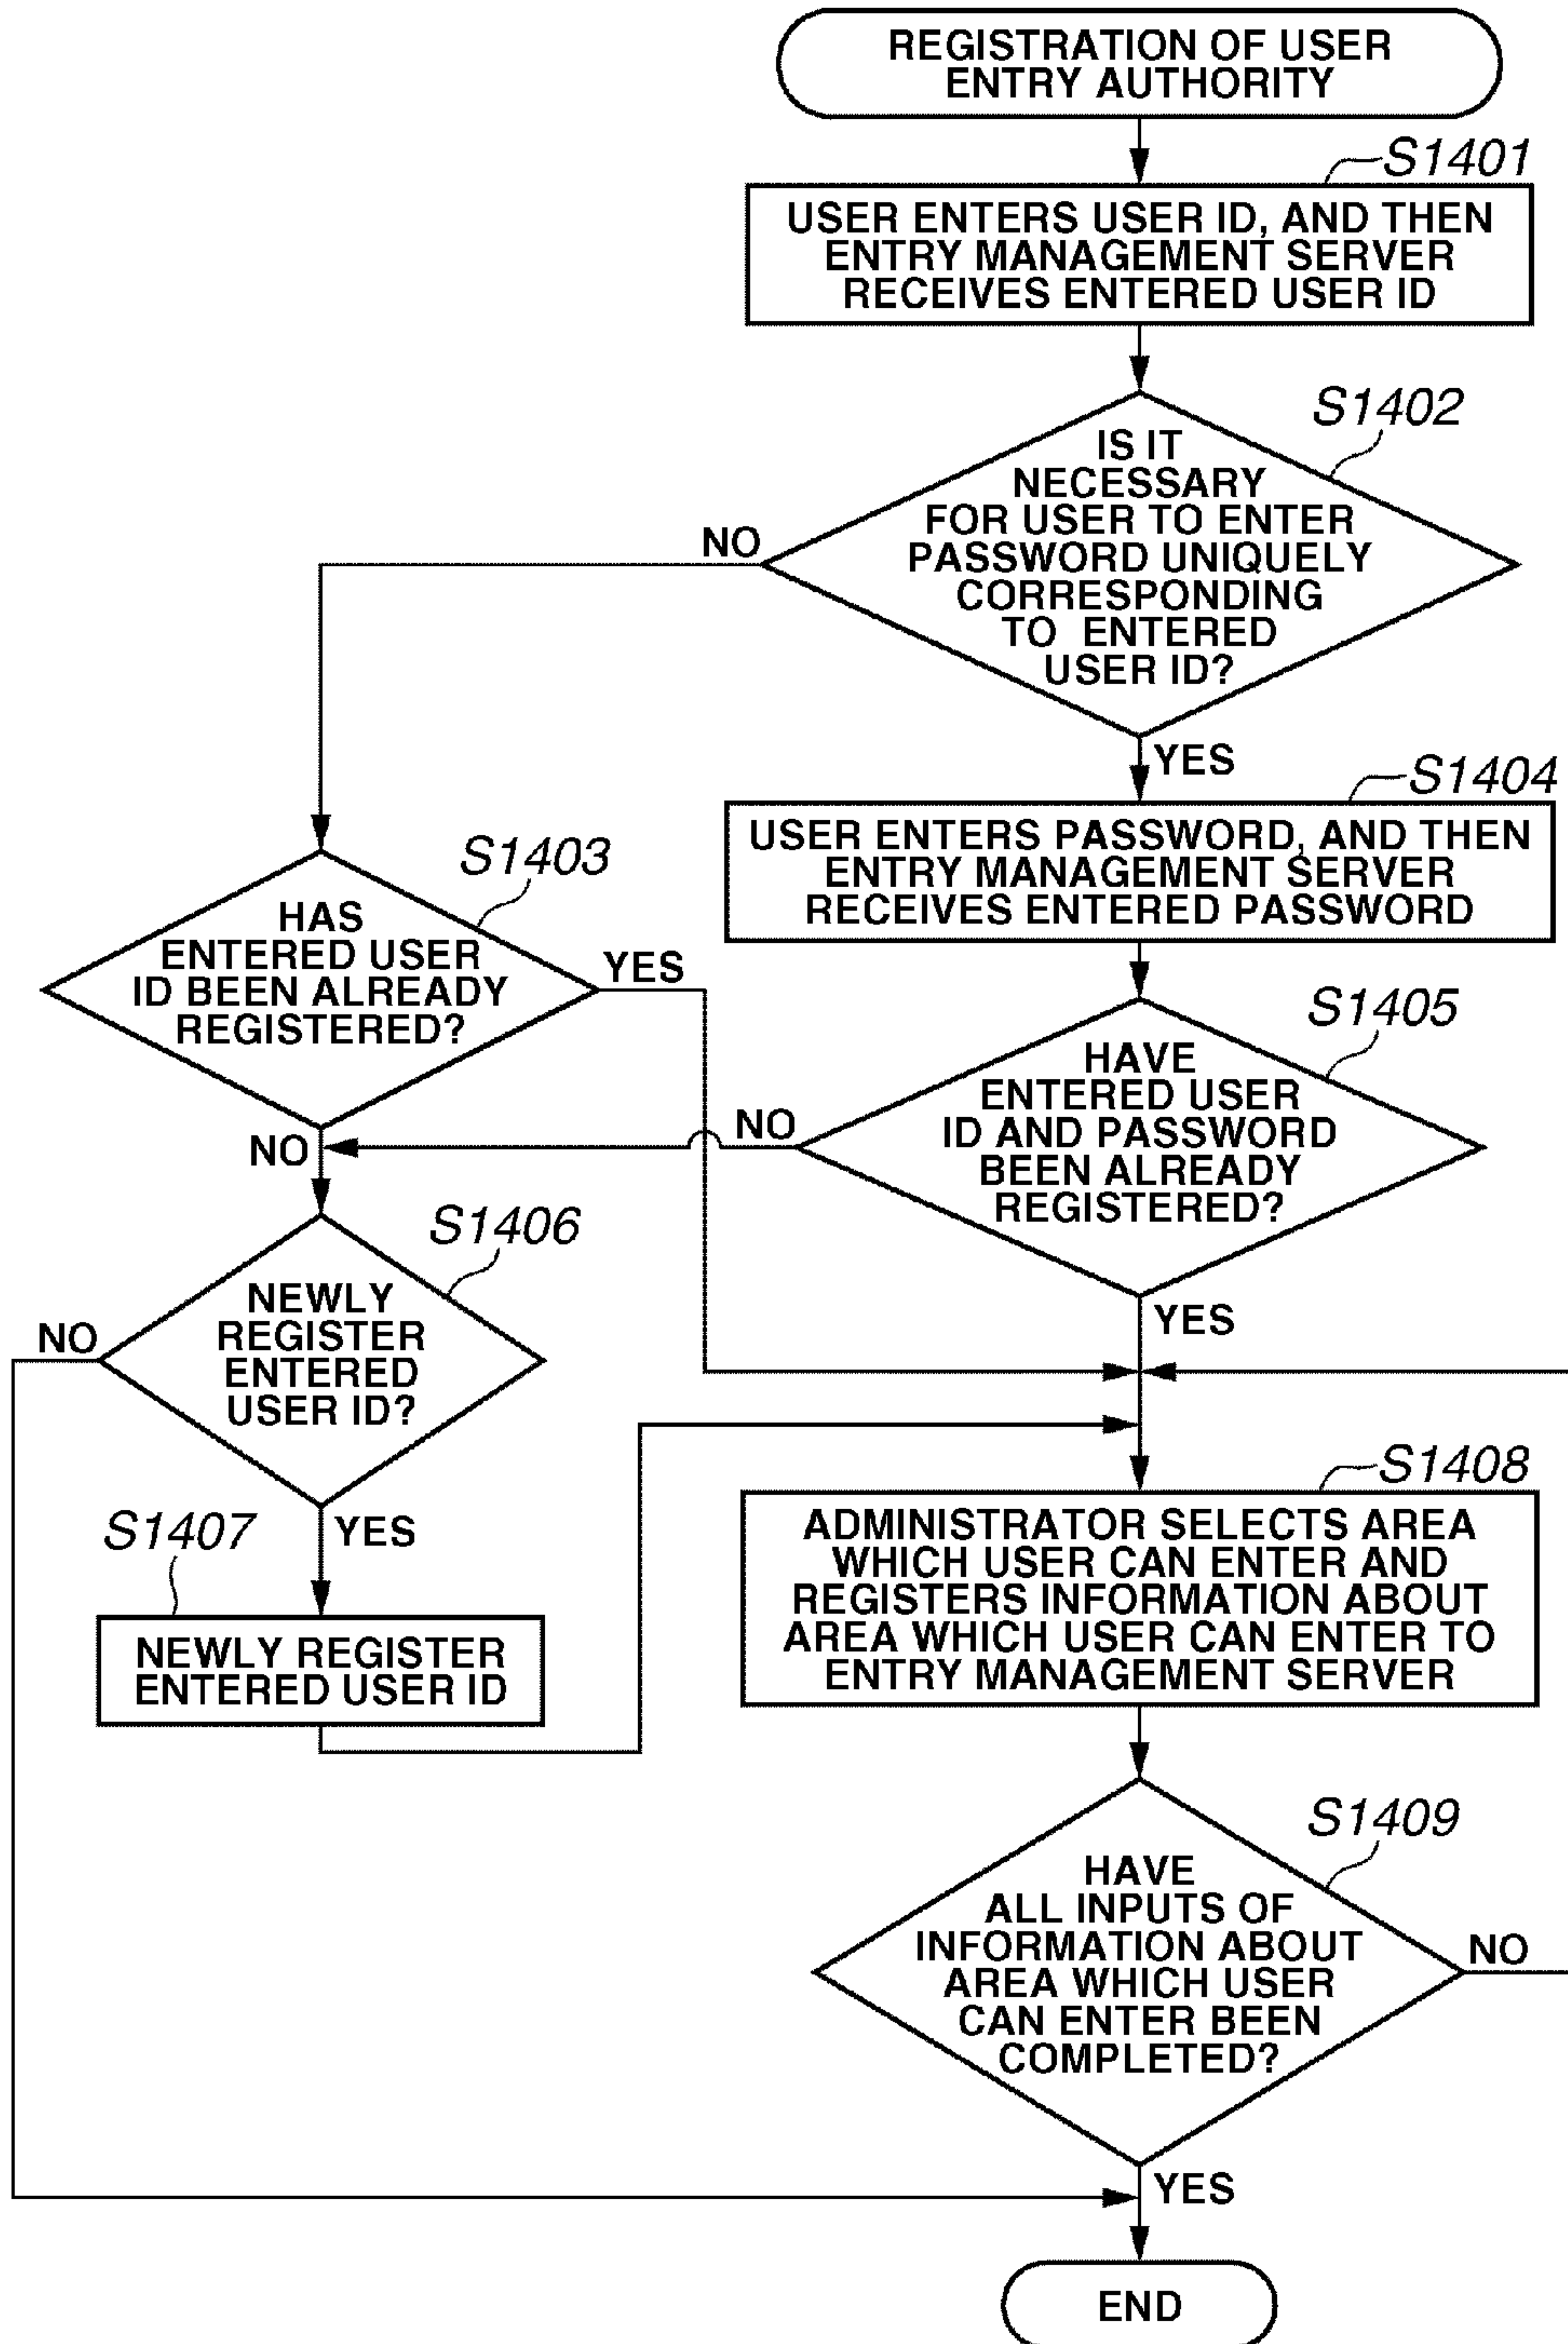 REGISTRATION OF USER
ENTRY AUTHORITY
S1401
USER ENTERS USER ID, AND THEN
ENTRY MANAGEMENT SERVER
RECEIVES ENTERED USER ID
S1402
IS IT
NECESSARY
FOR USER TO ENTER
PASSWORD UNIQUELY
CORRESPONDING
TO ENTERED
USER ID?
NO
YES
S1404
USER ENTERS PASSWORD, AND THEN
ENTRY MANAGEMENT SERVER
RECEIVES ENTERED PASSWORD
S1403
HAS
ENTERED USER
ID BEEN ALREADY
REGISTERED?
YES
NO
S1405
HAVE
ENTERED USER
ID AND PASSWORD
BEEN ALREADY
REGISTERED?
NO
YES
S1406
NEWLY
REGISTER
ENTERED
USER ID?
NO
YES
S1407
NEWLY REGISTER
ENTERED USER ID
S1408
ADMINISTRATOR SELECTS AREA
WHICH USER CAN ENTER AND
REGISTERS INFORMATION ABOUT
AREA WHICH USER CAN ENTER TO
ENTRY MANAGEMENT SERVER
S1409
HAVE
ALL INPUTS OF
INFORMATION ABOUT
AREA WHICH USER
CAN ENTER BEEN
COMPLETED?
NO
YES
END